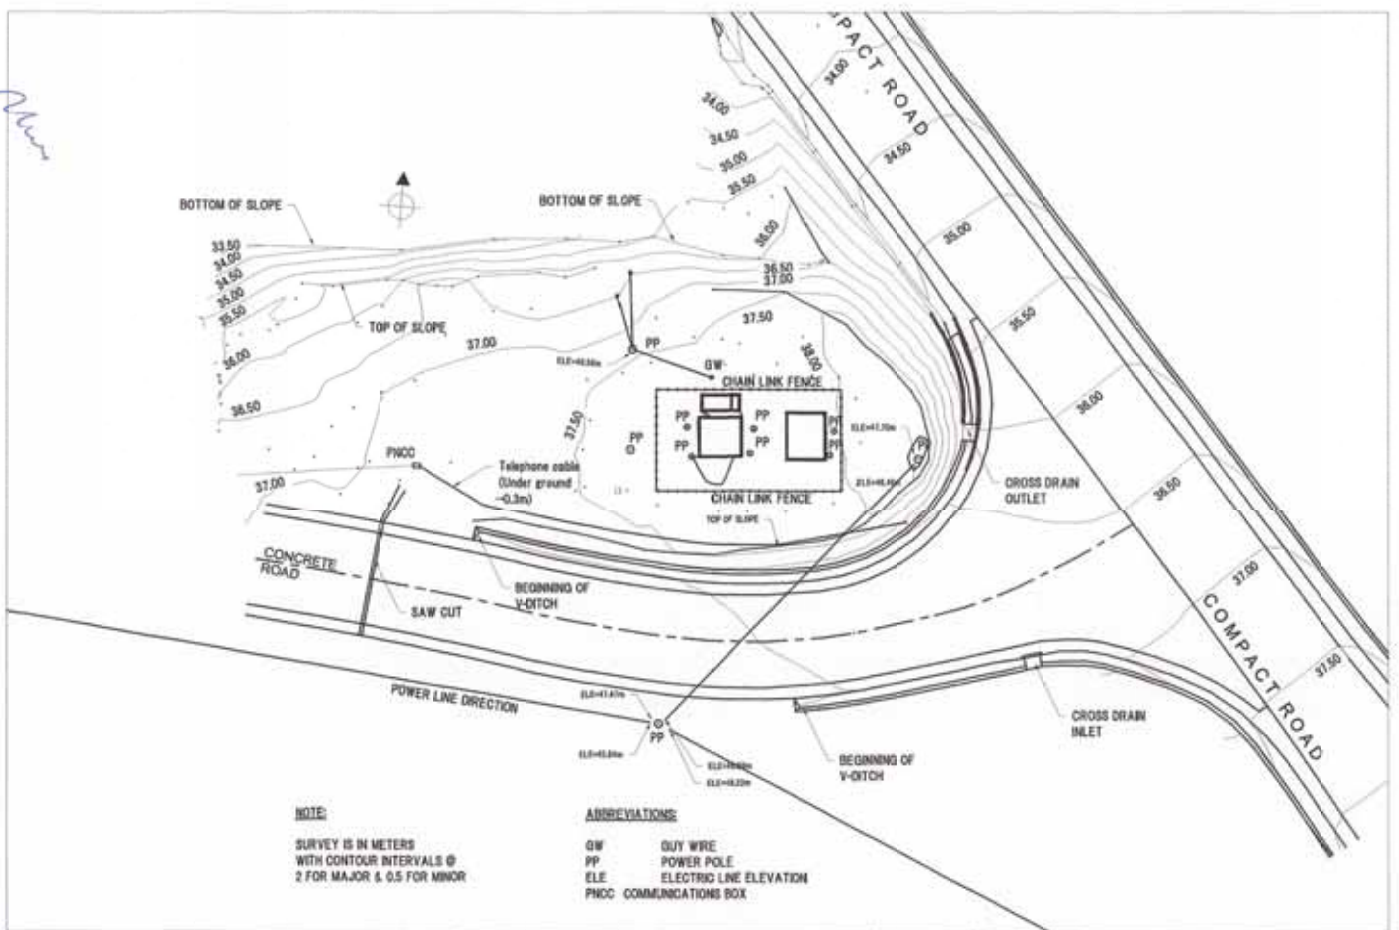 COMPACT ROAD
34.00
34.50
35.00
35.50
36.00
36.50
37.00
37.50
COMPACT ROAD
34.00
34.50
35.00
35.50
36.00
36.50
37.00
37.50
38.00
BOTTOM OF SLOPE
BOTTOM OF SLOPE
33.50
34.00
34.50
35.00
35.50
36.00
36.50
37.00
TOP OF SLOPE
37.00
37.50
PP
GW
CHAIN LINK FENCE
PP
PP
PP
PP
PP
PP
PP
CHAIN LINK FENCE
TOP OF SLOPE
PNCC
Telephone cable
(Under ground
-0.3m)
CROSS DRAIN
OUTLET
CONCRETE
ROAD
SAW CUT
BEGINNING OF
V-DITCH
POWER LINE DIRECTION
ELE=47.47m
PP
BEGINNING OF
V-DITCH
CROSS DRAIN
INLET
NOTE:
SURVEY IS IN METERS
WITH CONTOUR INTERVALS @
2 FOR MAJOR & 0.5 FOR MINOR
ABBREVIATIONS:
GW GUY WIRE
PP POWER POLE
ELE ELECTRIC LINE ELEVATION
PNCC COMMUNICATIONS BOX